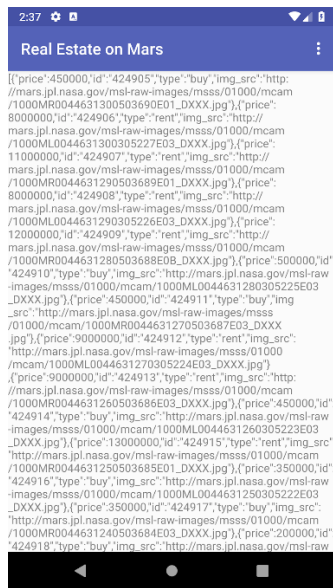 2:37
Real Estate on Mars
[{"price":450000,"id":"424905","type":"buy","img_src":"http:
//mars.jpl.nasa.gov/msl-raw-images/msss/01000/mcam
/1000MR0044631300503690E01_DXXX.jpg"},{"price":
8000000,"id":"424906","type":"rent","img_src":"http://
mars.jpl.nasa.gov/msl-raw-images/msss/01000/mcam
/1000ML0044631300305227E03_DXXX.jpg"},{"price":
11000000,"id":"424907","type":"rent","img_src":"http://
mars.jpl.nasa.gov/msl-raw-images/msss/01000/mcam
/1000MR0044631290503689E01_DXXX.jpg"},{"price":
8000000,"id":"424908","type":"rent","img_src":"http://
mars.jpl.nasa.gov/msl-raw-images/msss/01000/mcam
/1000ML0044631290305226E03_DXXX.jpg"},{"price":
12000000,"id":"424909","type":"rent","img_src":"http://
mars.jpl.nasa.gov/msl-raw-images/msss/01000/mcam
/1000MR0044631280503688E0B_DXXX.jpg"},{"price":500000,"id":
"424910","type":"buy","img_src":"http://mars.jpl.nasa.gov/msl-raw
-images/msss/01000/mcam/1000ML0044631280305225E03
_DXXX.jpg"},{"price":450000,"id":"424911","type":"buy","img
_src":"http://mars.jpl.nasa.gov/msl-raw-images/msss
/01000/mcam/1000MR0044631270503687E03_DXXX
.jpg"},{"price":9000000,"id":"424912","type":"rent","img_src":
"http://mars.jpl.nasa.gov/msl-raw-images/msss/01000
/mcam/1000ML0044631270305224E03_DXXX.jpg"}
,{"price":9000000,"id":"424913","type":"rent","img_src":"http:
//mars.jpl.nasa.gov/msl-raw-images/msss/01000/mcam
/1000MR0044631260503686E03_DXXX.jpg"},{"price":450000,"id":
"424914","type":"buy","img_src":"http://mars.jpl.nasa.gov/msl-raw
-images/msss/01000/mcam/1000ML0044631260305223E03
_DXXX.jpg"},{"price":13000000,"id":"424915","type":"rent","img_src":
"http://mars.jpl.nasa.gov/msl-raw-images/msss/01000/mcam
/1000MR0044631250503685E01_DXXX.jpg"},{"price":350000,"id":
"424916","type":"buy","img_src":"http://mars.jpl.nasa.gov/msl-raw
-images/msss/01000/mcam/1000ML0044631250305222E03
_DXXX.jpg"},{"price":350000,"id":"424917","type":"buy","img_src":
"http://mars.jpl.nasa.gov/msl-raw-images/msss/01000/mcam
/1000MR0044631240503684E03_DXXX.jpg"},{"price":200000,"id":
"424918","type":"buy","img_src":"http://mars.jpl.nasa.gov/msl-raw